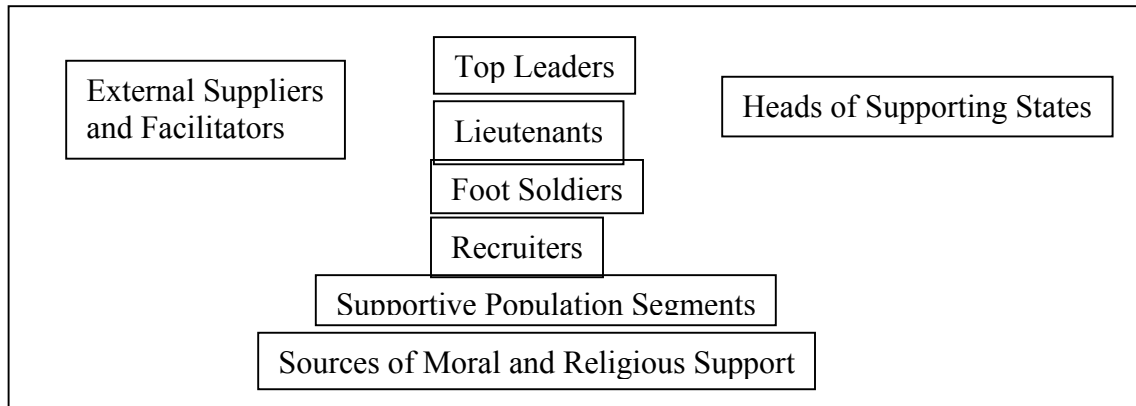 External Suppliers
and Facilitators
Top Leaders
Heads of Supporting States
Lieutenants
Foot Soldiers
Recruiters
Supportive Population Segments
Sources of Moral and Religious Support